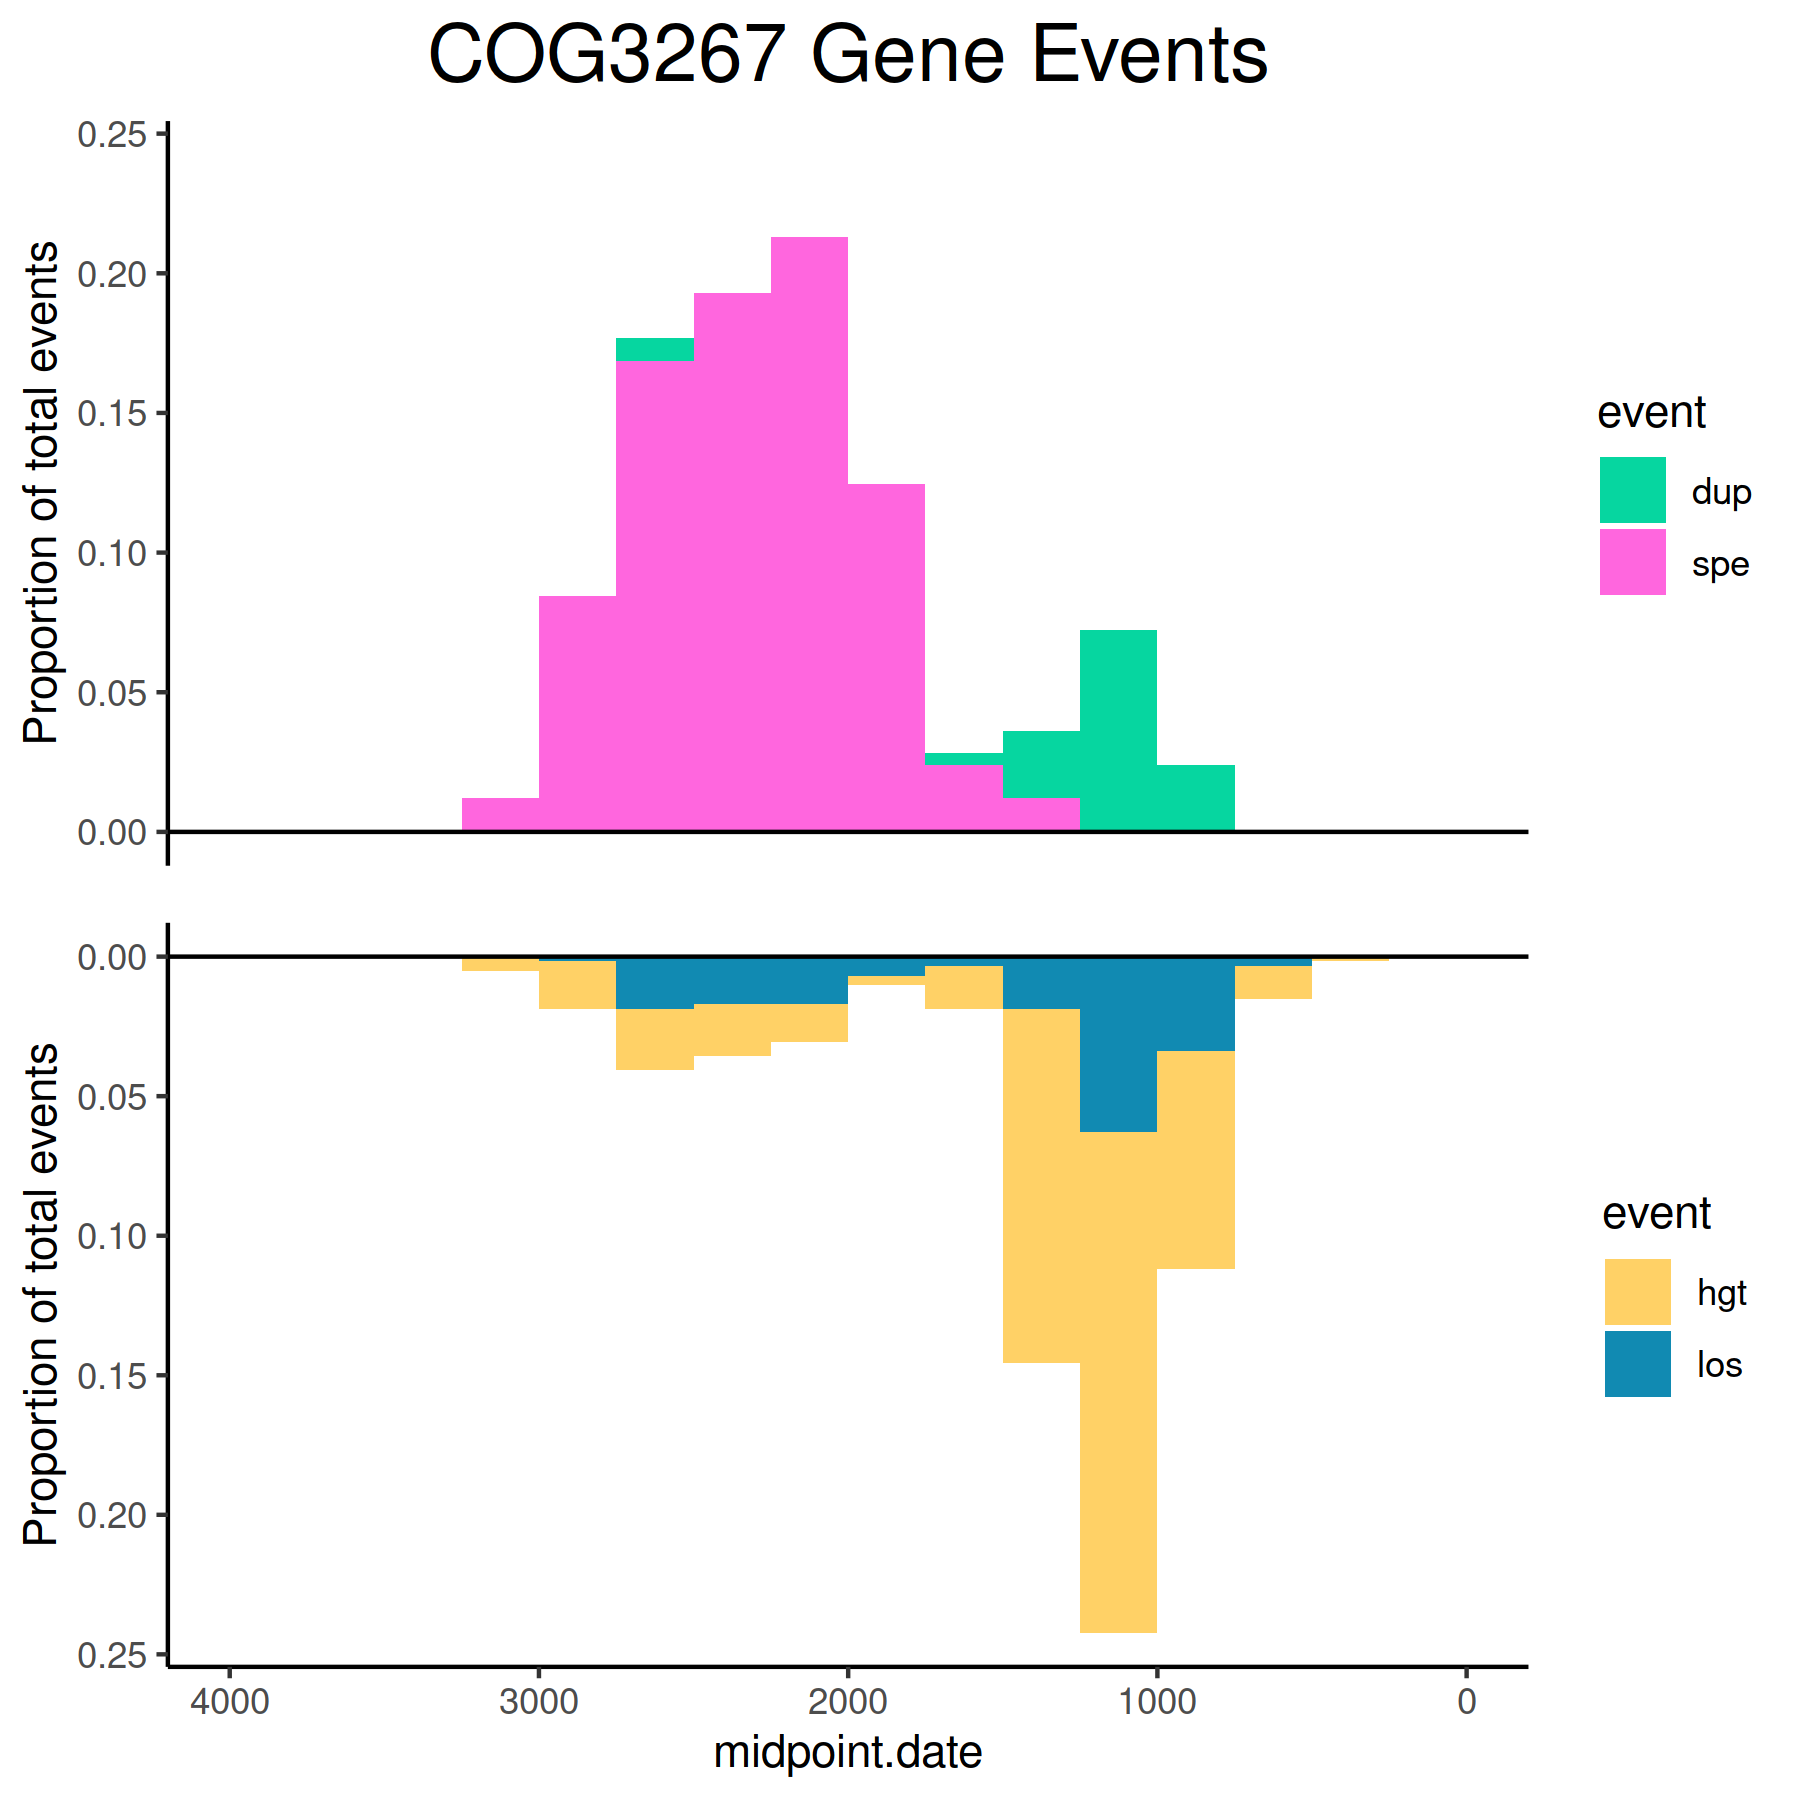 COG3267 Gene Events
Proportion of total events
0.25
0.20
0.15
0.10
0.05
0.00
event
dup
spe
Proportion of total events
0.00
0.05
0.10
0.15
0.20
0.25
event
hgt
los
4000 3000 2000 1000 0
midpoint.date